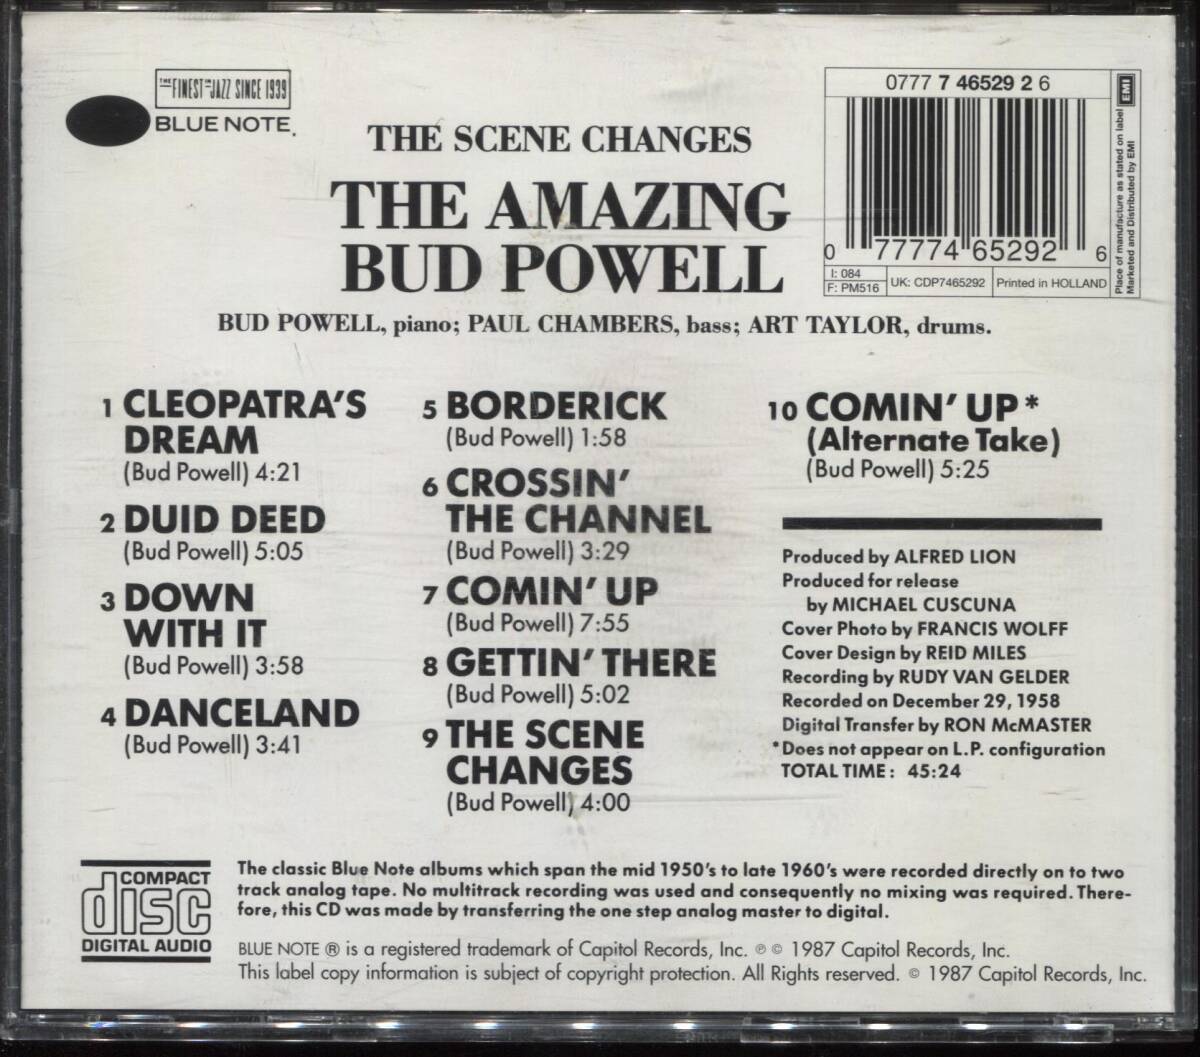 THE FINEST IN JAZZ SINCE 1939
BLUE NOTE.
THE SCENE CHANGES
THE AMAZING
BUD POWELL
BUD POWELL, piano; PAUL CHAMBERS, bass; ART TAYLOR, drums.
0777 7 46529 2 6
0 77774 65292 6
I: 084
F: PM516
UK: CDP7465292
Printed in HOLLAND
EMI
Place of manufacture as stated on label
Marketed and Distributed by EMI
1 CLEOPATRA'S
DREAM
(Bud Powell) 4:21
2 DUID DEED
(Bud Powell) 5:05
3 DOWN
WITH IT
(Bud Powell) 3:58
4 DANCELAND
(Bud Powell) 3:41
5 BORDERICK
(Bud Powell) 1:58
6 CROSSIN'
THE CHANNEL
(Bud Powell) 3:29
7 COMIN' UP
(Bud Powell) 7:55
8 GETTIN' THERE
(Bud Powell) 5:02
9 THE SCENE
CHANGES
(Bud Powell) 4:00
10 COMIN' UP*
(Alternate Take)
(Bud Powell) 5:25
Produced by ALFRED LION
Produced for release
by MICHAEL CUSCUNA
Cover Photo by FRANCIS WOLFF
Cover Design by REID MILES
Recording by RUDY VAN GELDER
Recorded on December 29, 1958
Digital Transfer by RON McMASTER
*Does not appear on L.P. configuration
TOTAL TIME: 45:24
COMPACT
disc
DIGITAL AUDIO
The classic Blue Note albums which span the mid 1950's to late 1960's were recorded directly on to two
track analog tape. No multitrack recording was used and consequently no mixing was required. There-
fore, this CD was made by transferring the one step analog master to digital.
BLUE NOTE ® is a registered trademark of Capitol Records, Inc. ℗ © 1987 Capitol Records, Inc.
This label copy information is subject of copyright protection. All Rights reserved. © 1987 Capitol Records, Inc.